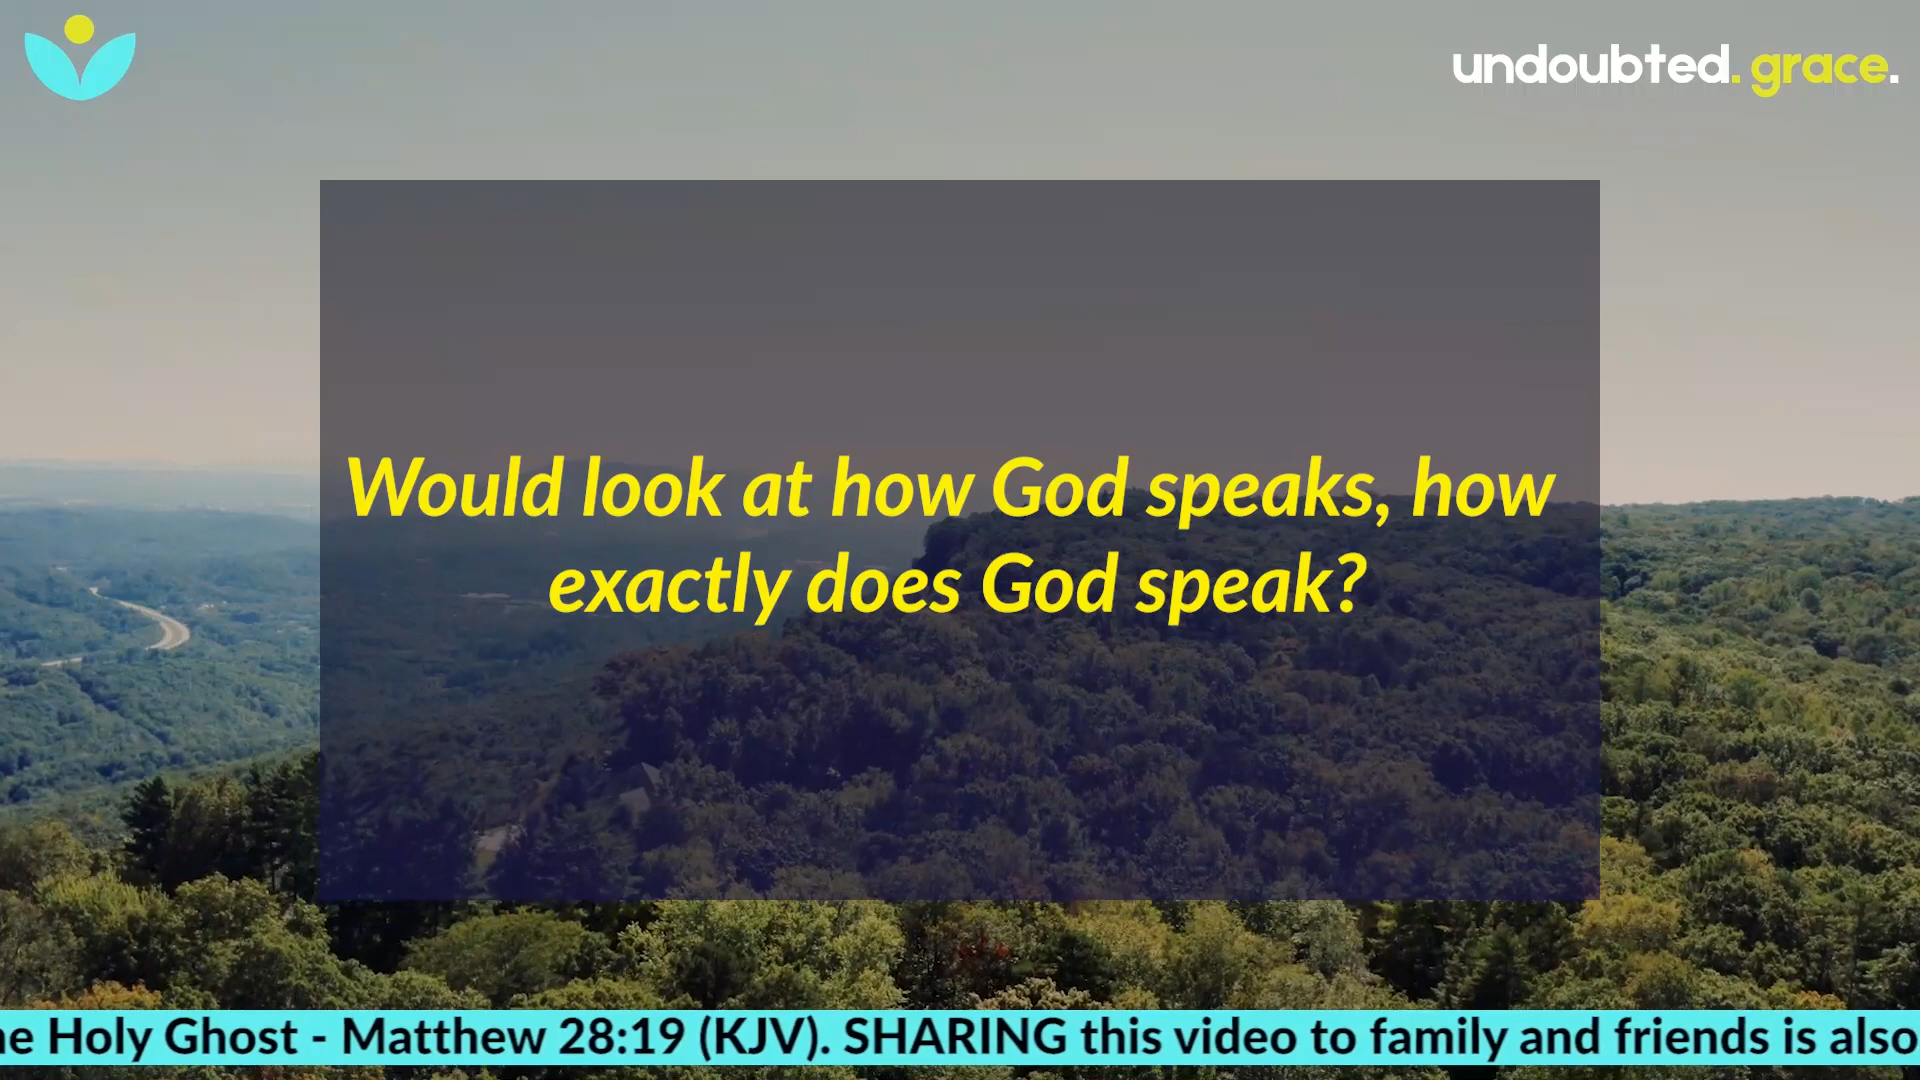 undoubted. grace.
Would look at how God speaks, how
exactly does God speak?
Holy Ghost - Matthew 28:19 (KJV). SHARING this video to family and friends is also